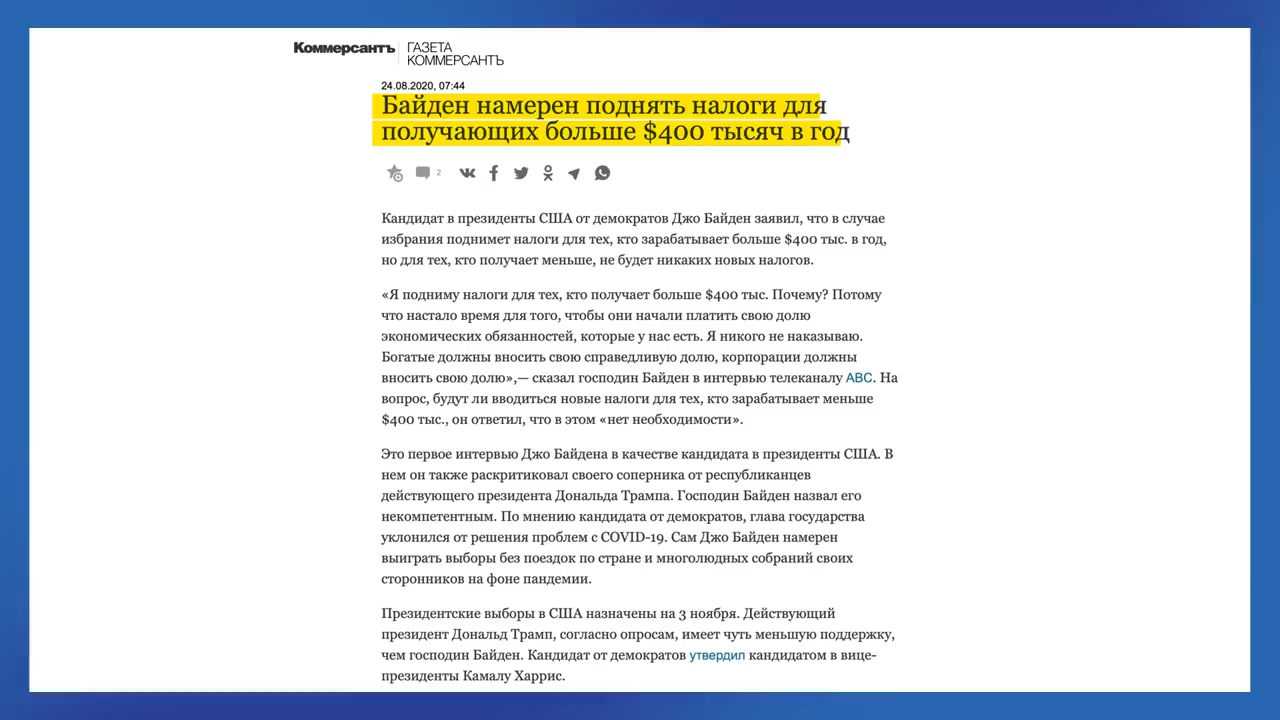 Коммерсантъ
ГАЗЕТА
КОММЕРСАНТЪ
24.08.2020, 07:44
Байден намерен поднять налоги для
получающих больше $400 тысяч в год
2
Кандидат в президенты США от демократов Джо Байден заявил, что в случае
избрания поднимет налоги для тех, кто зарабатывает больше $400 тыс. в год,
но для тех, кто получает меньше, не будет никаких новых налогов.
«Я подниму налоги для тех, кто получает больше $400 тыс. Почему? Потому
что настало время для того, чтобы они начали платить свою долю
экономических обязанностей, которые у нас есть. Я никого не наказываю.
Богатые должны вносить свою справедливую долю, корпорации должны
вносить свою долю»,— сказал господин Байден в интервью телеканалу ABC. На
вопрос, будут ли вводиться новые налоги для тех, кто зарабатывает меньше
$400 тыс., он ответил, что в этом «нет необходимости».
Это первое интервью Джо Байдена в качестве кандидата в президенты США. В
нем он также раскритиковал своего соперника от республиканцев
действующего президента Дональда Трампа. Господин Байден назвал его
некомпетентным. По мнению кандидата от демократов, глава государства
уклонился от решения проблем с COVID-19. Сам Джо Байден намерен
выиграть выборы без поездок по стране и многолюдных собраний своих
сторонников на фоне пандемии.
Президентские выборы в США назначены на 3 ноября. Действующий
президент Дональд Трамп, согласно опросам, имеет чуть меньшую поддержку,
чем господин Байден. Кандидат от демократов утвердил кандидатом в вице-
президенты Камалу Харрис.